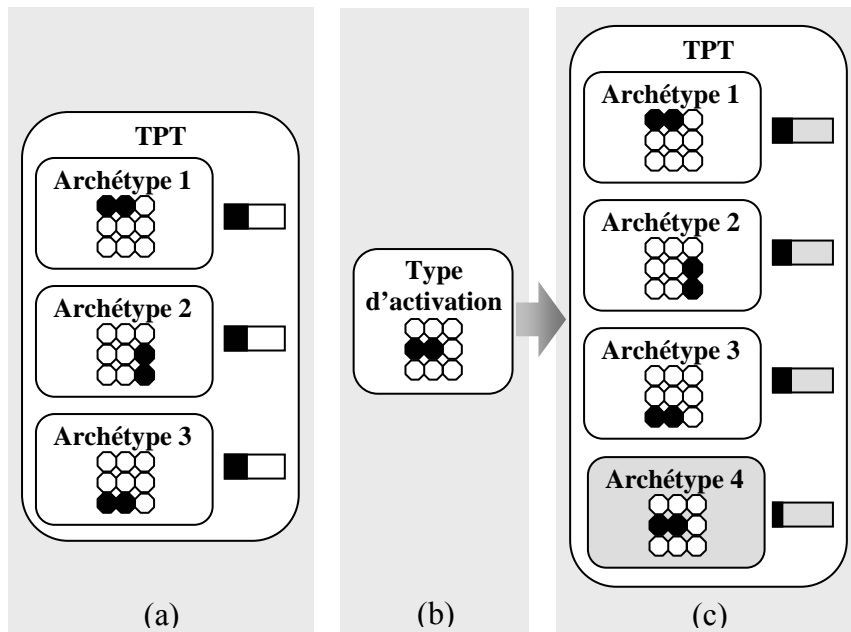 TPT
Archétype 1
Archétype 2
Archétype 3
(a)
Type
d'activation
(b)
TPT
Archétype 1
Archétype 2
Archétype 3
Archétype 4
(c)